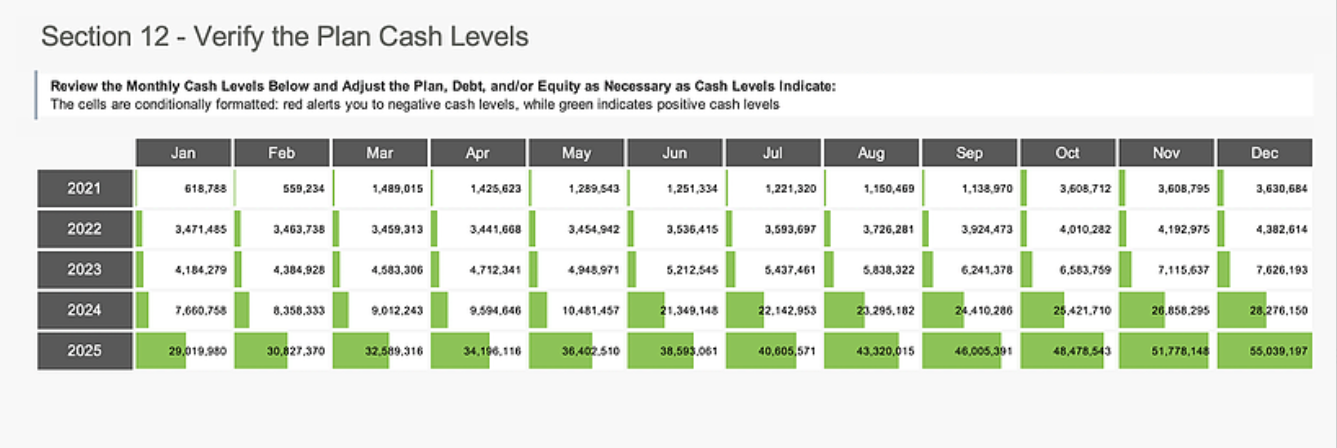 Section 12 - Verify the Plan Cash Levels
Review the Monthly Cash Levels Below and Adjust the Plan, Debt, and/or Equity as Necessary as Cash Levels Indicate:
The cells are conditionally formatted: red alerts you to negative cash levels, while green indicates positive cash levels
Jan Feb Mar Apr May Jun Jul Aug Sep Oct Nov Dec
2021 618,788 559,234 1,489,015 1,425,623 1,289,543 1,251,334 1,221,320 1,150,469 1,138,970 3,608,712 3,608,795 3,630,684
2022 3,471,485 3,463,738 3,459,313 3,441,668 3,454,942 3,536,415 3,593,697 3,726,281 3,924,473 4,010,282 4,192,975 4,382,614
2023 4,184,279 4,384,928 4,583,306 4,712,341 4,948,971 5,212,545 5,437,461 5,838,322 6,241,378 6,583,759 7,115,637 7,626,193
2024 7,660,758 8,358,333 9,012,243 9,594,646 10,481,457 21,349,148 22,142,953 23,295,182 24,410,286 25,421,710 26,858,295 28,276,150
2025 29,019,980 30,827,370 32,589,316 34,196,116 36,402,510 38,593,061 40,605,571 43,320,015 46,005,391 48,478,543 51,778,148 55,039,197